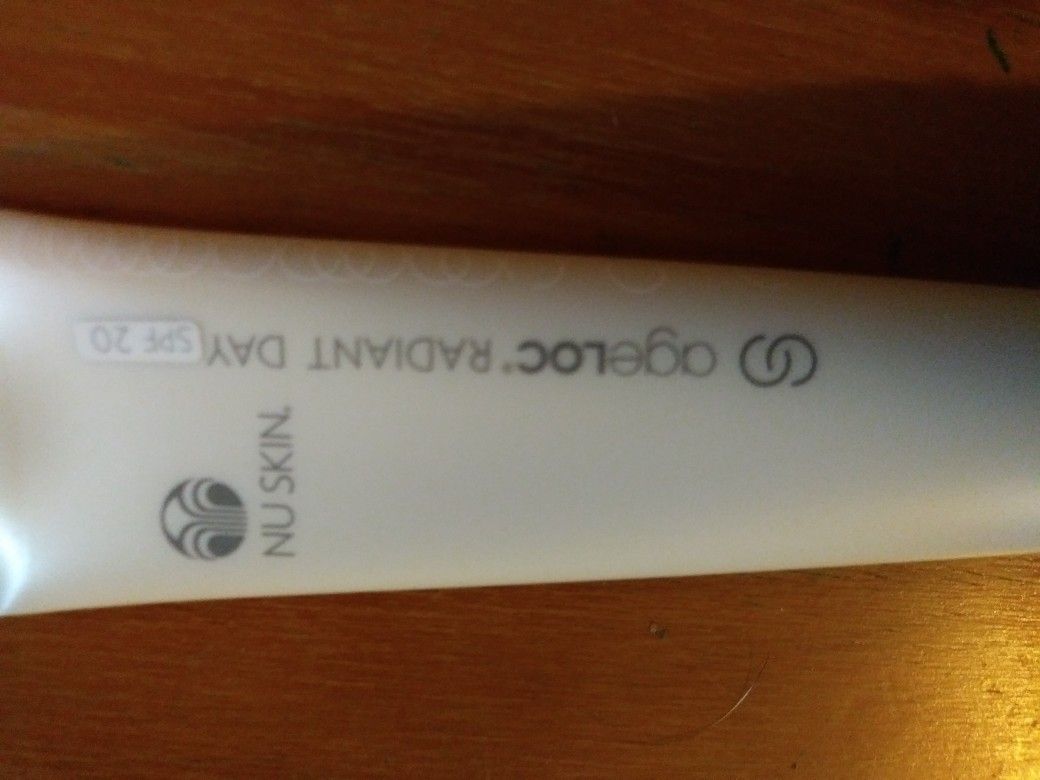 ageLOC® RADIANT DAY SPF 20
NU SKIN.